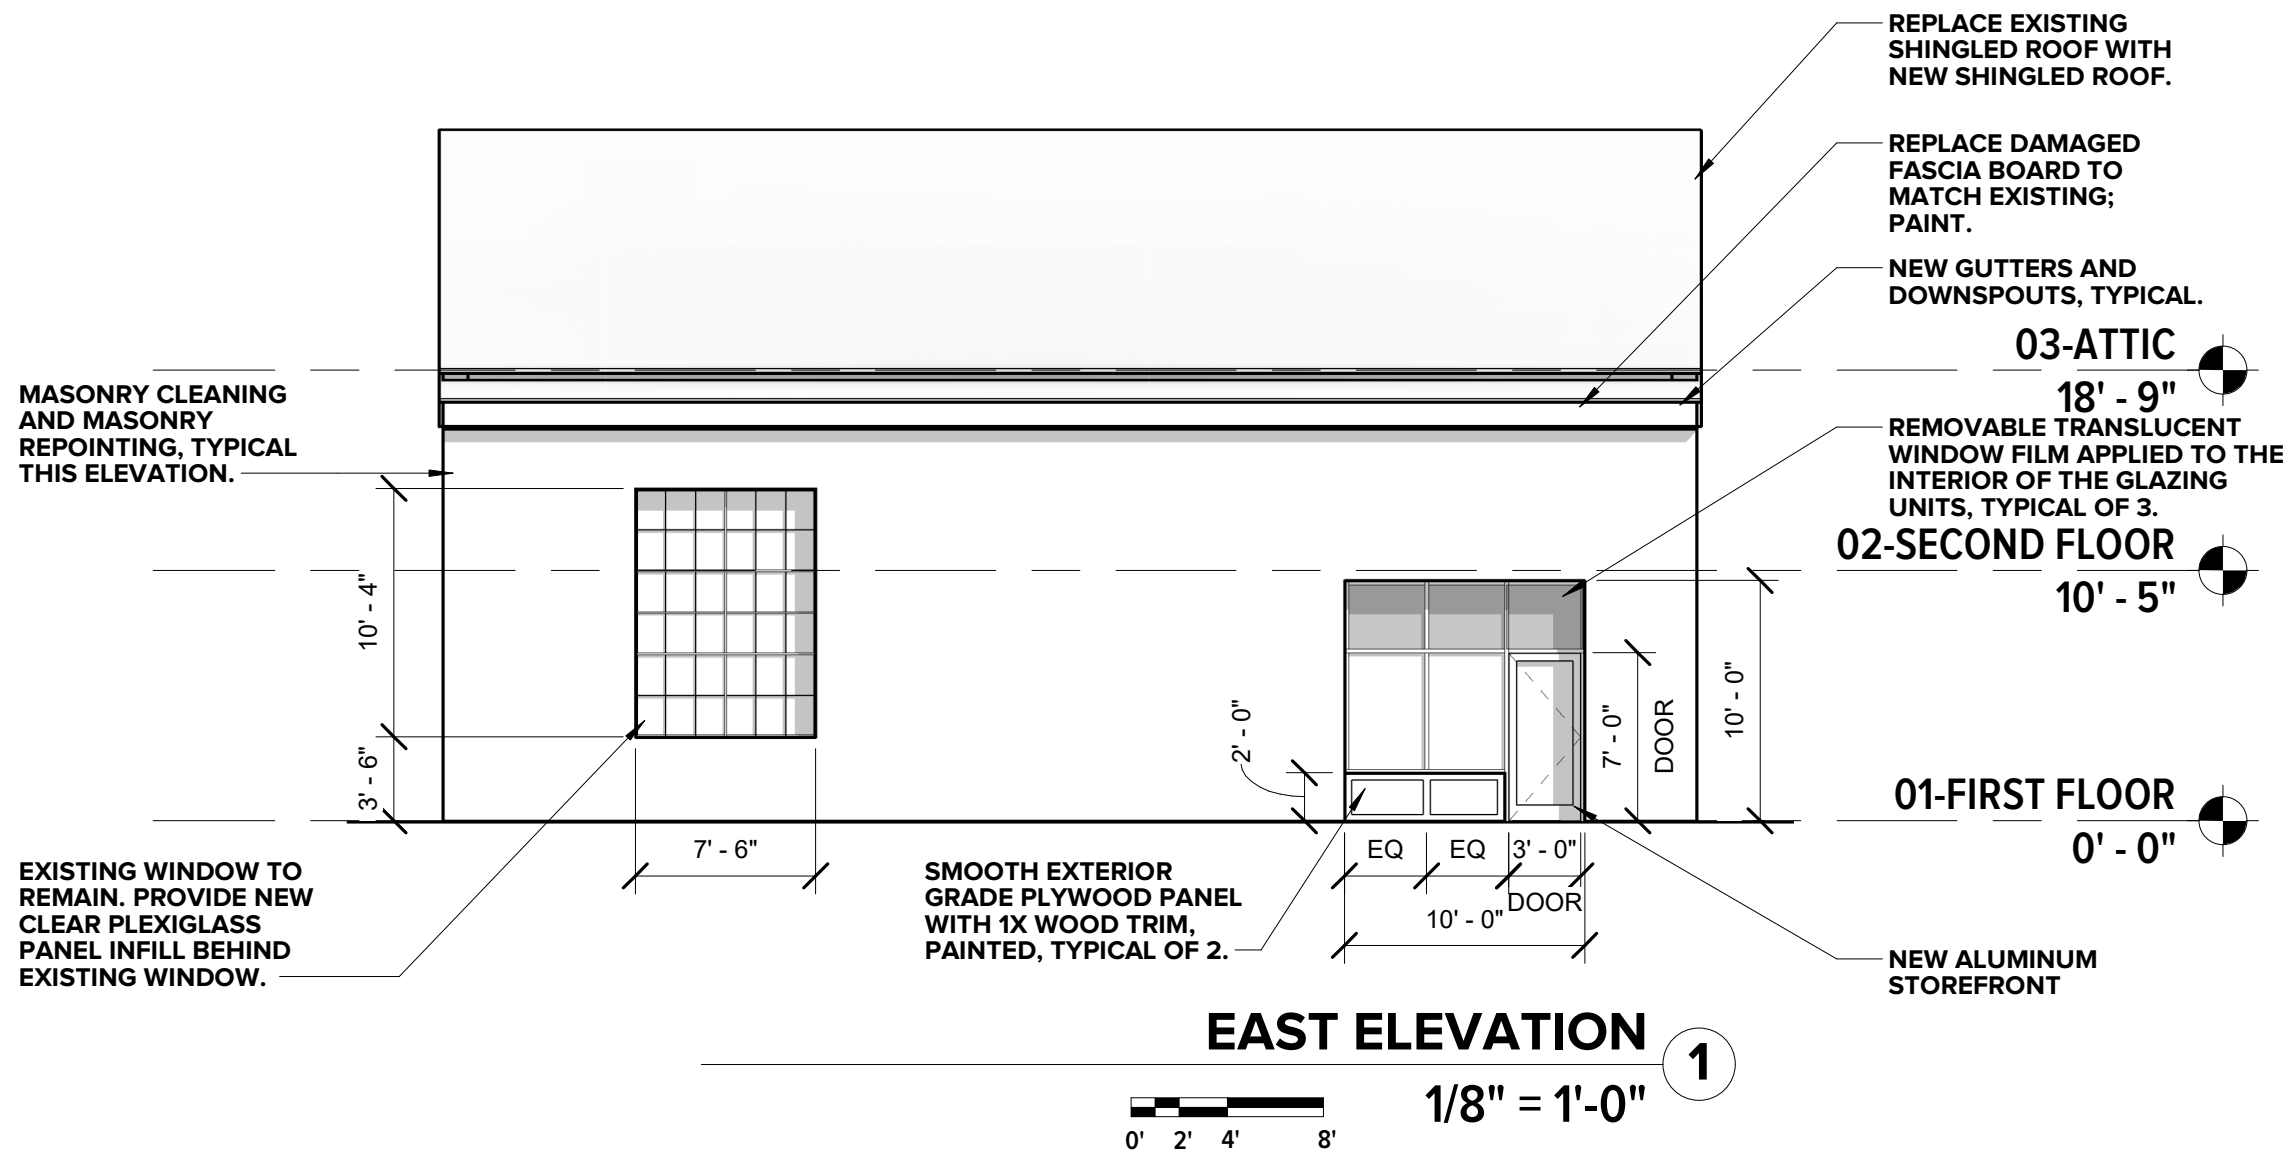 REPLACE EXISTING
SHINGLED ROOF WITH
NEW SHINGLED ROOF.
REPLACE DAMAGED
FASCIA BOARD TO
MATCH EXISTING;
PAINT.
NEW GUTTERS AND
DOWNSPOUTS, TYPICAL.
03-ATTIC
18' - 9"
MASONRY CLEANING
AND MASONRY
REPOINTING, TYPICAL
THIS ELEVATION.
REMOVABLE TRANSLUCENT
WINDOW FILM APPLIED TO THE
INTERIOR OF THE GLAZING
UNITS, TYPICAL OF 3.
02-SECOND FLOOR
10' - 5"
10' - 4"
3' - 6"
2' - 0"
7' - 0"
DOOR
10' - 0"
01-FIRST FLOOR
0' - 0"
7' - 6"
EQ
EQ
3' - 0"
DOOR
10' - 0"
EXISTING WINDOW TO
REMAIN. PROVIDE NEW
CLEAR PLEXIGLASS
PANEL INFILL BEHIND
EXISTING WINDOW.
SMOOTH EXTERIOR
GRADE PLYWOOD PANEL
WITH 1X WOOD TRIM,
PAINTED, TYPICAL OF 2.
NEW ALUMINUM
STOREFRONT
EAST ELEVATION
1
1/8" = 1'-0"
0' 2' 4' 8'